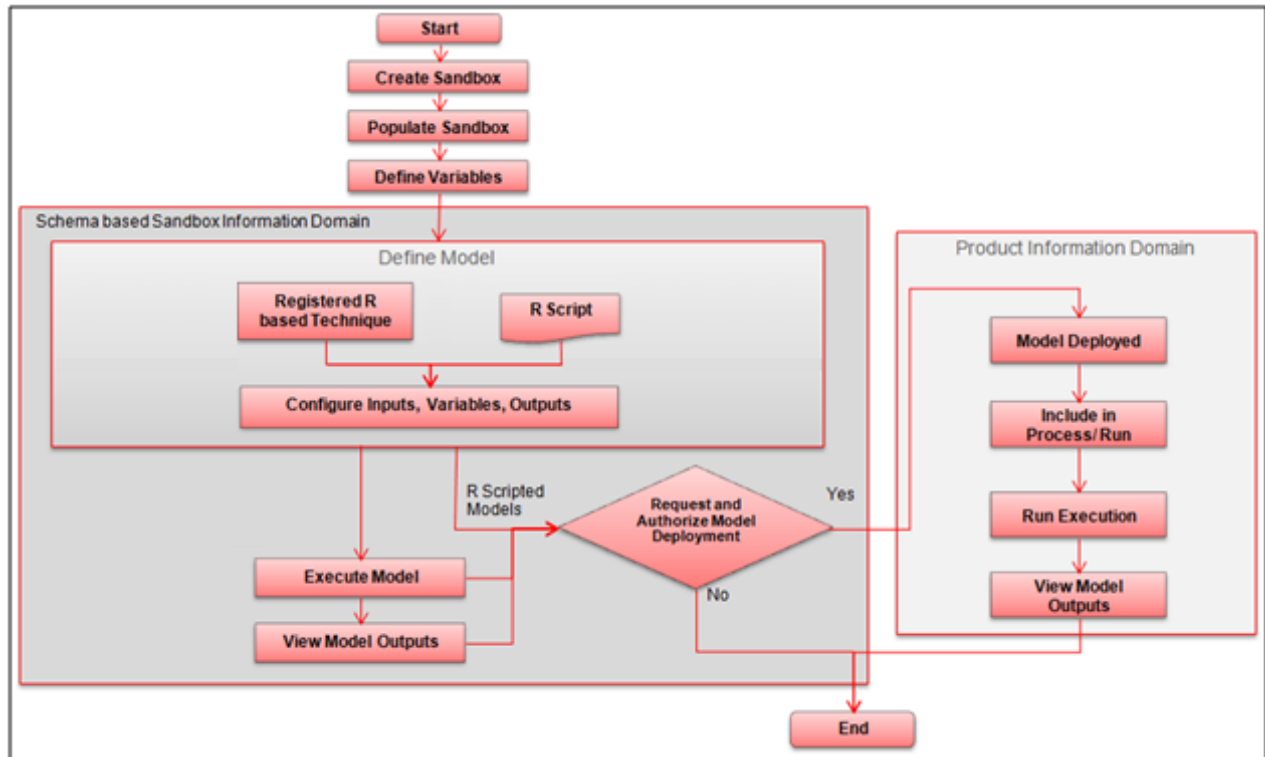 Start
Create Sandbox
Populate Sandbox
Define Variables
Schema based Sandbox Information Domain
Define Model
Registered R
based Technique
R Script
Configure Inputs, Variables, Outputs
R Scripted
Models
Request and
Authorize Model
Deployment
Yes
No
Execute Model
View Model Outputs
Product Information Domain
Model Deployed
Include in
Process/ Run
Run Execution
View Model
Outputs
End